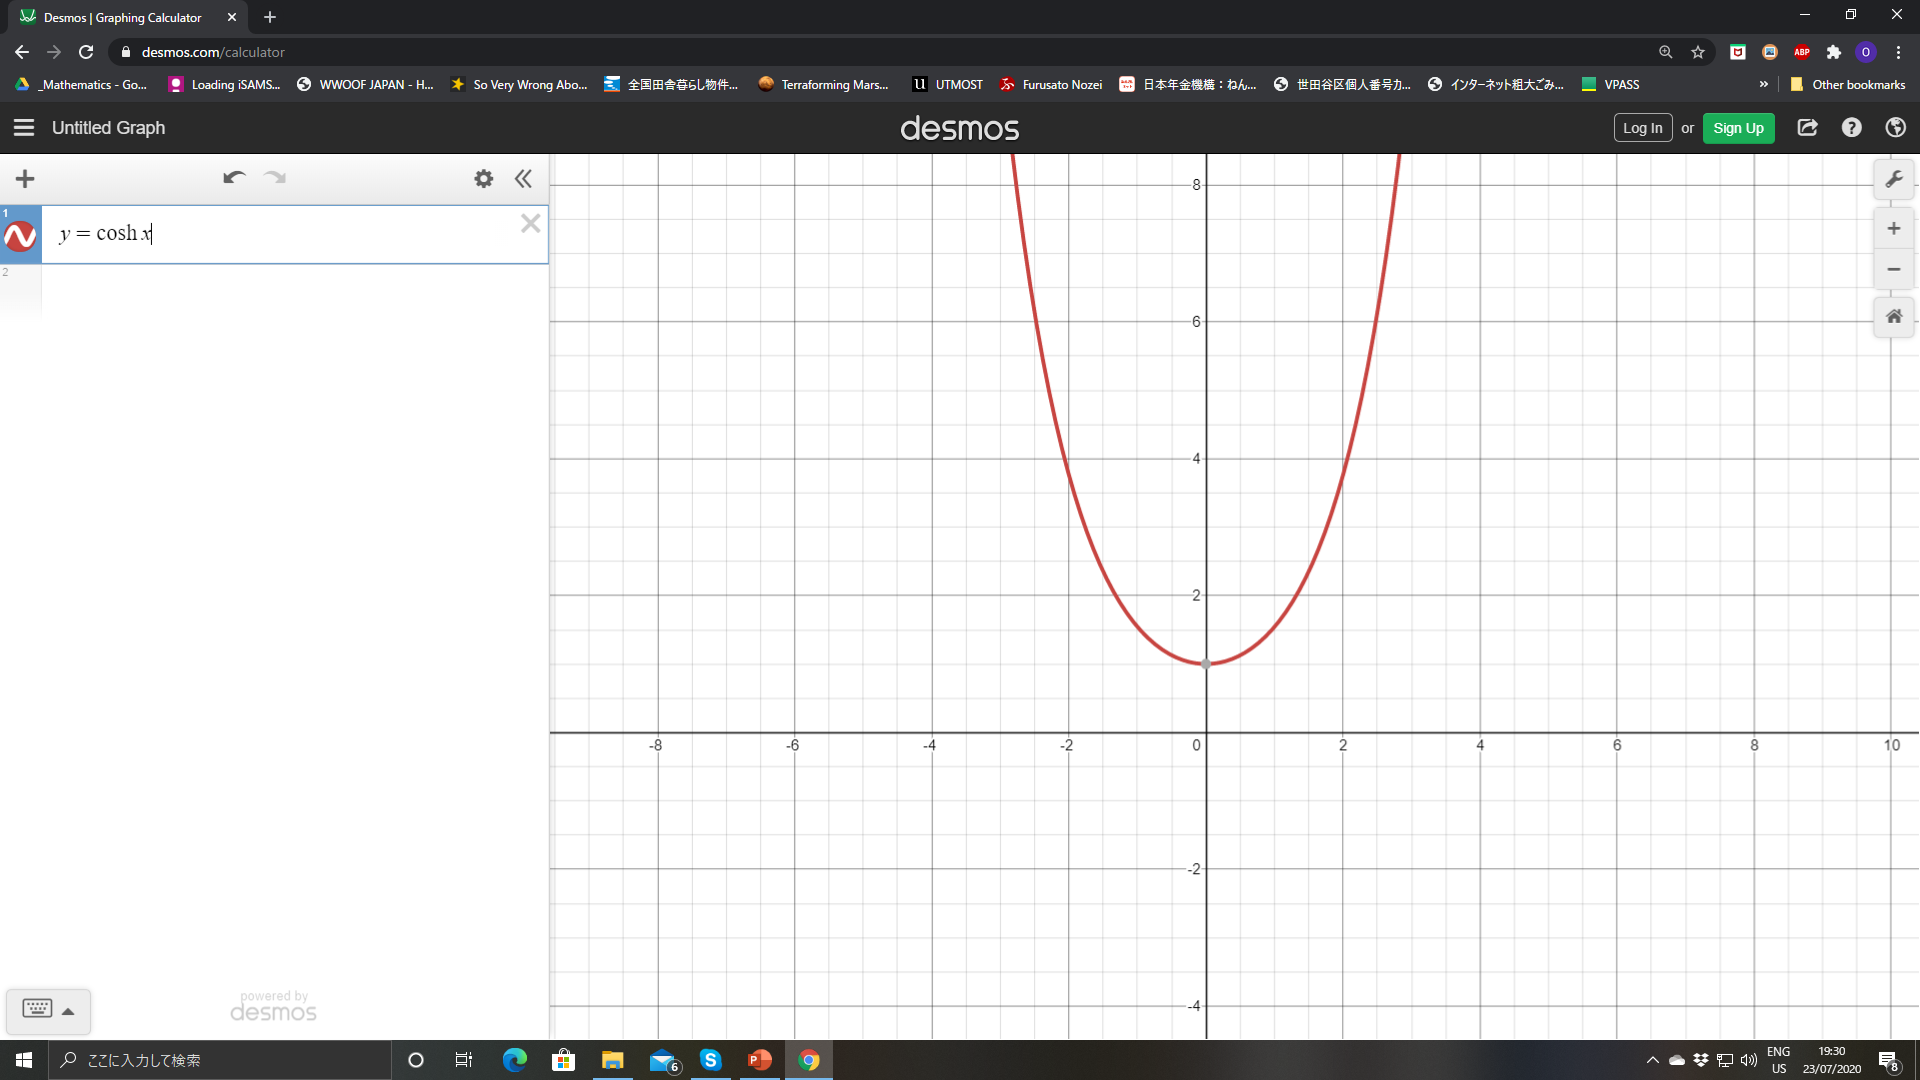 Desmos | Graphing Calculator
desmos.com/calculator
ABP
O
_Mathematics - Go...
Loading iSAMS...
WWOOF JAPAN - H...
So Very Wrong Abo...
全国田舎暮らし物件...
Terraforming Mars...
u
UTMOST
Furusato Nozei
日本年金機構：ねん...
世田谷区個人番号カ...
インターネット粗大ごみ...
VPASS
»
Other bookmarks
Untitled Graph
desmos
Log In
or
Sign Up
1
y = cosh x
2
8
6
4
2
-8
-6
-4
-2
0
2
4
6
8
10
-2
-4
powered by
desmos
ここに入力して検索
6
S
P
ENG
US
19:30
23/07/2020
8